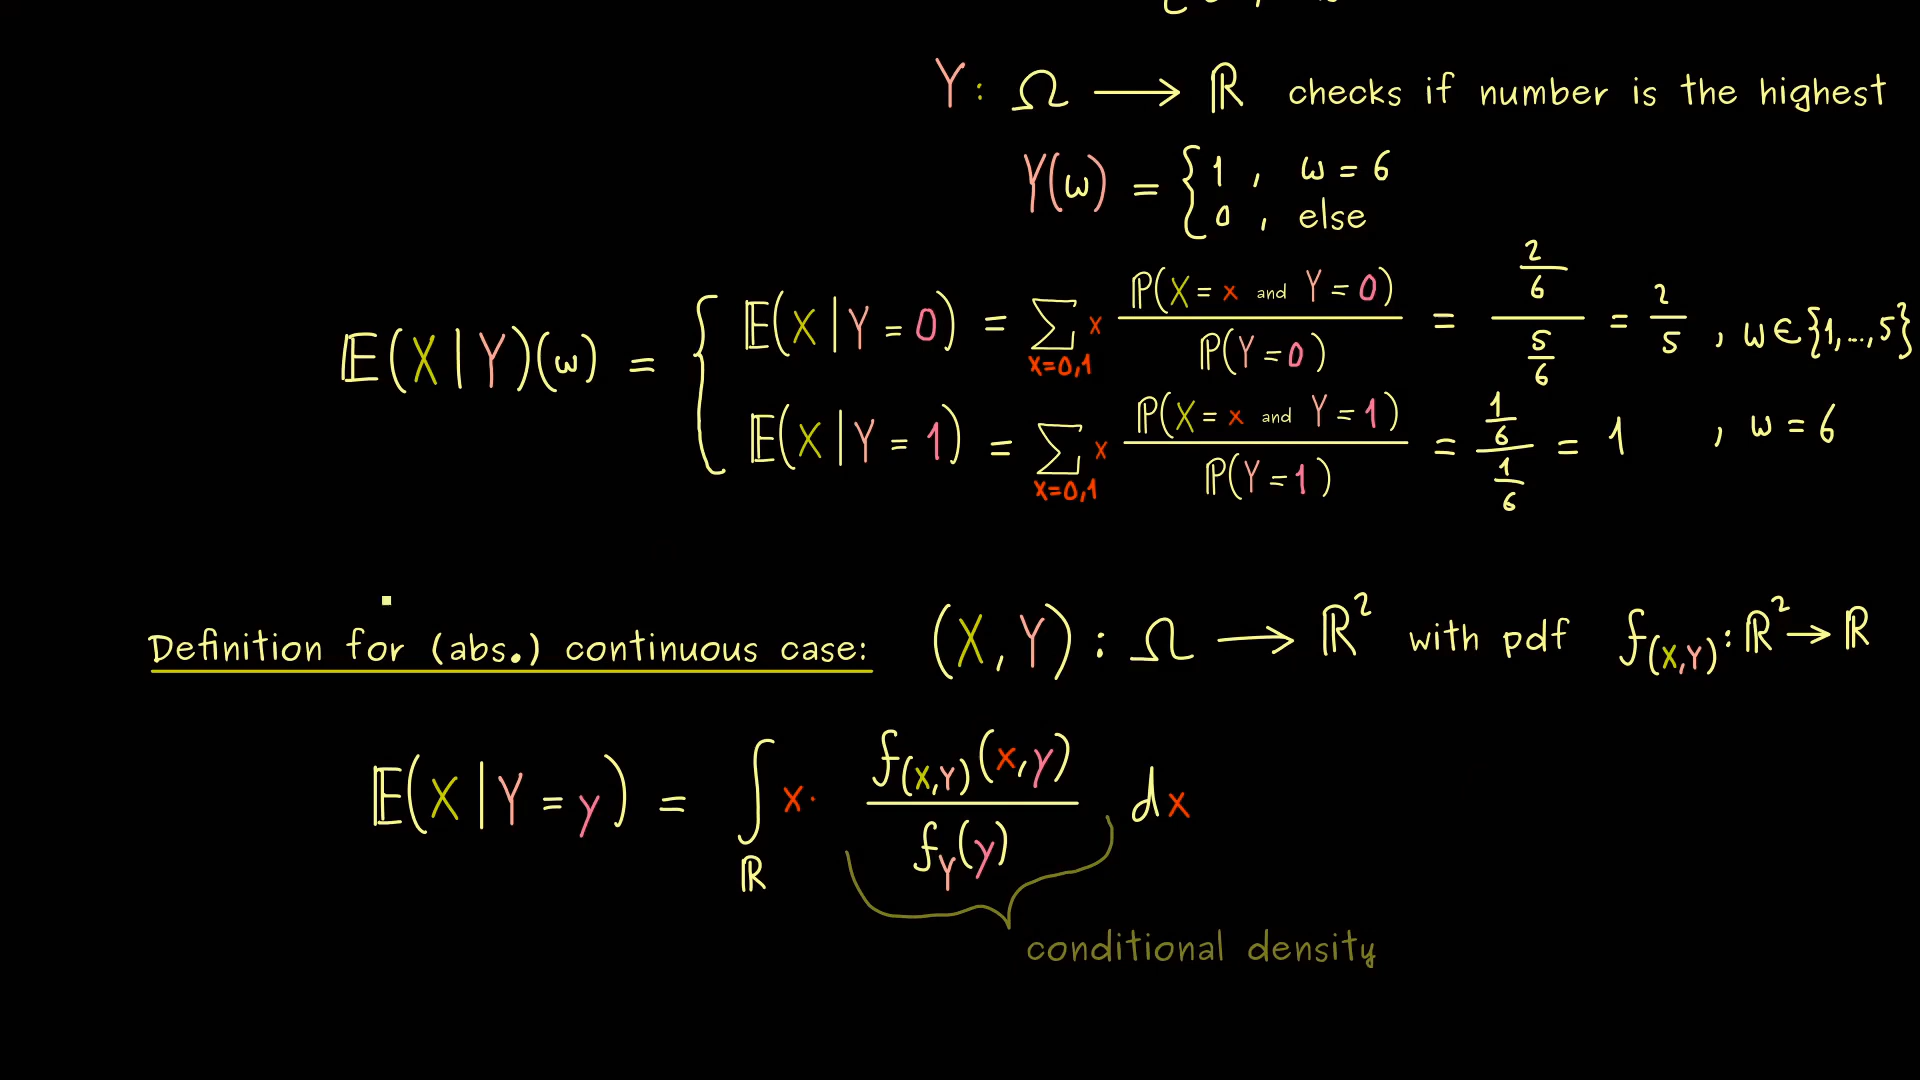 Y: Ω → ℝ checks if number is the highest
Y(ω) = { 1 , ω = 6
0 , else
𝔼(X|Y)(ω) = { 𝔼(X|Y=0) = ∑_{x=0,1} x ℙ(X=x and Y=0) / ℙ(Y=0) = (2/6)/(5/6) = 2/5 , ω∈{1,...,5}
𝔼(X|Y=1) = ∑_{x=0,1} x ℙ(X=x and Y=1) / ℙ(Y=1) = (1/6)/(1/6) = 1 , ω = 6
Definition for (abs.) continuous case: (X,Y): Ω → ℝ² with pdf f_{(X,Y)}: ℝ² → ℝ
𝔼(X|Y=y) = ∫_ℝ x · f_{(X,Y)}(x,y) / f_Y(y) dx
conditional density